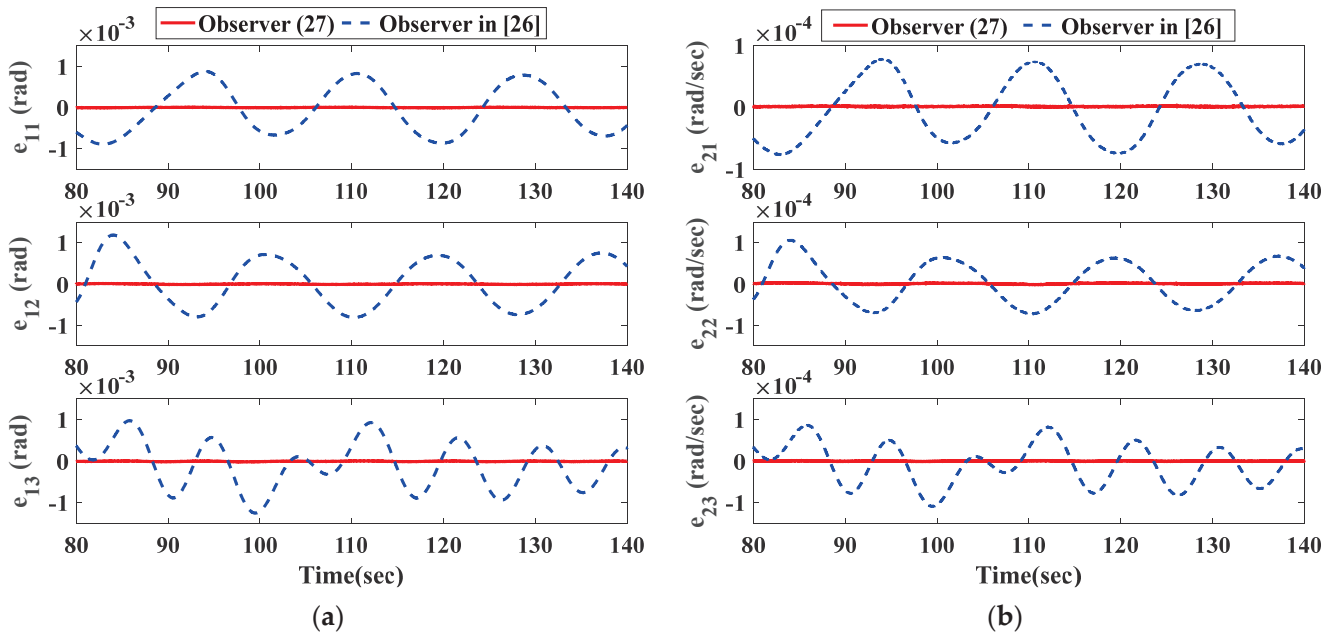 Observer (27) Observer in [26]
×10-3
e11 (rad)
1
0
-1
80 90 100 110 120 130 140
×10-3
e12 (rad)
1
0
-1
80 90 100 110 120 130 140
×10-3
e13 (rad)
1
0
-1
80 90 100 110 120 130 140
Time(sec)
(a)
Observer (27) Observer in [26]
×10-4
e21 (rad/sec)
1
0
-1
80 90 100 110 120 130 140
×10-4
e22 (rad/sec)
1
0
-1
80 90 100 110 120 130 140
×10-4
e23 (rad/sec)
1
0
-1
80 90 100 110 120 130 140
Time(sec)
(b)